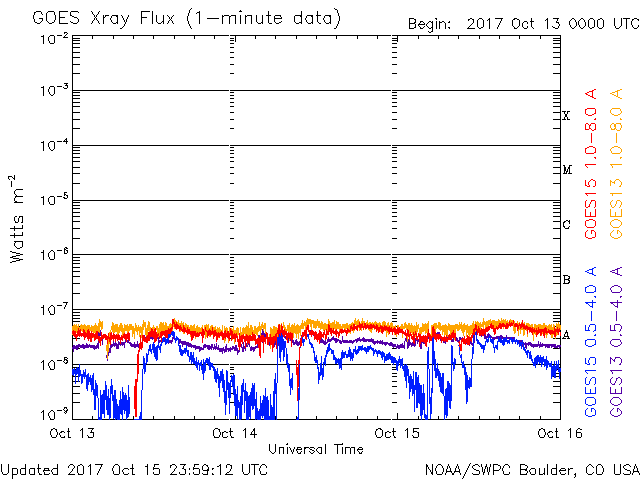 GOES Xray Flux (1-minute data)
Begin: 2017 Oct 13 0000 UTC
Watts m⁻²
10⁻²
10⁻³
10⁻⁴
10⁻⁵
10⁻⁶
10⁻⁷
10⁻⁸
10⁻⁹
X
M
C
B
A
GOES15 1.0-8.0 A
GOES13 1.0-8.0 A
GOES15 0.5-4.0 A
GOES13 0.5-4.0 A
Oct 13
Oct 14
Oct 15
Oct 16
Universal Time
Updated 2017 Oct 15 23:59:12 UTC
NOAA/SWPC Boulder, CO USA